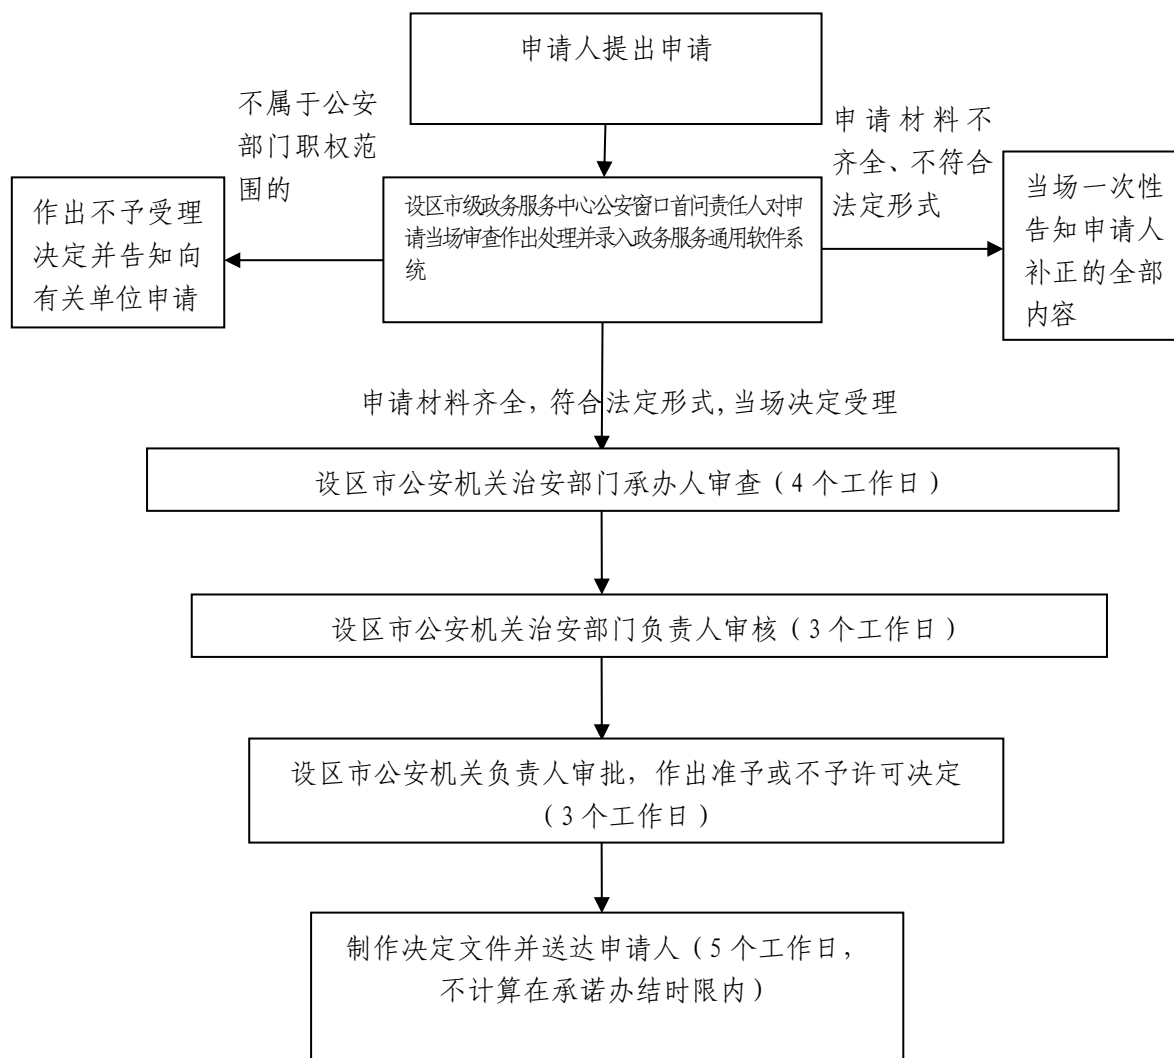 申请人提出申请
不属于公安
部门职权范
围的
申请材料不
齐全、不符合
法定形式
作出不予受理
决定并告知向
有关单位申请
设区市级政务服务中心公安窗口首问责任人对申
请当场审查作出处理并录入政务服务通用软件系
统
当场一次性
告知申请人
补正的全部
内容
申请材料齐全，符合法定形式，当场决定受理
设区市公安机关治安部门承办人审查（4 个工作日）
设区市公安机关治安部门负责人审核（3 个工作日）
设区市公安机关负责人审批，作出准予或不予许可决定
（3 个工作日）
制作决定文件并送达申请人（5 个工作日，
不计算在承诺办结时限内）